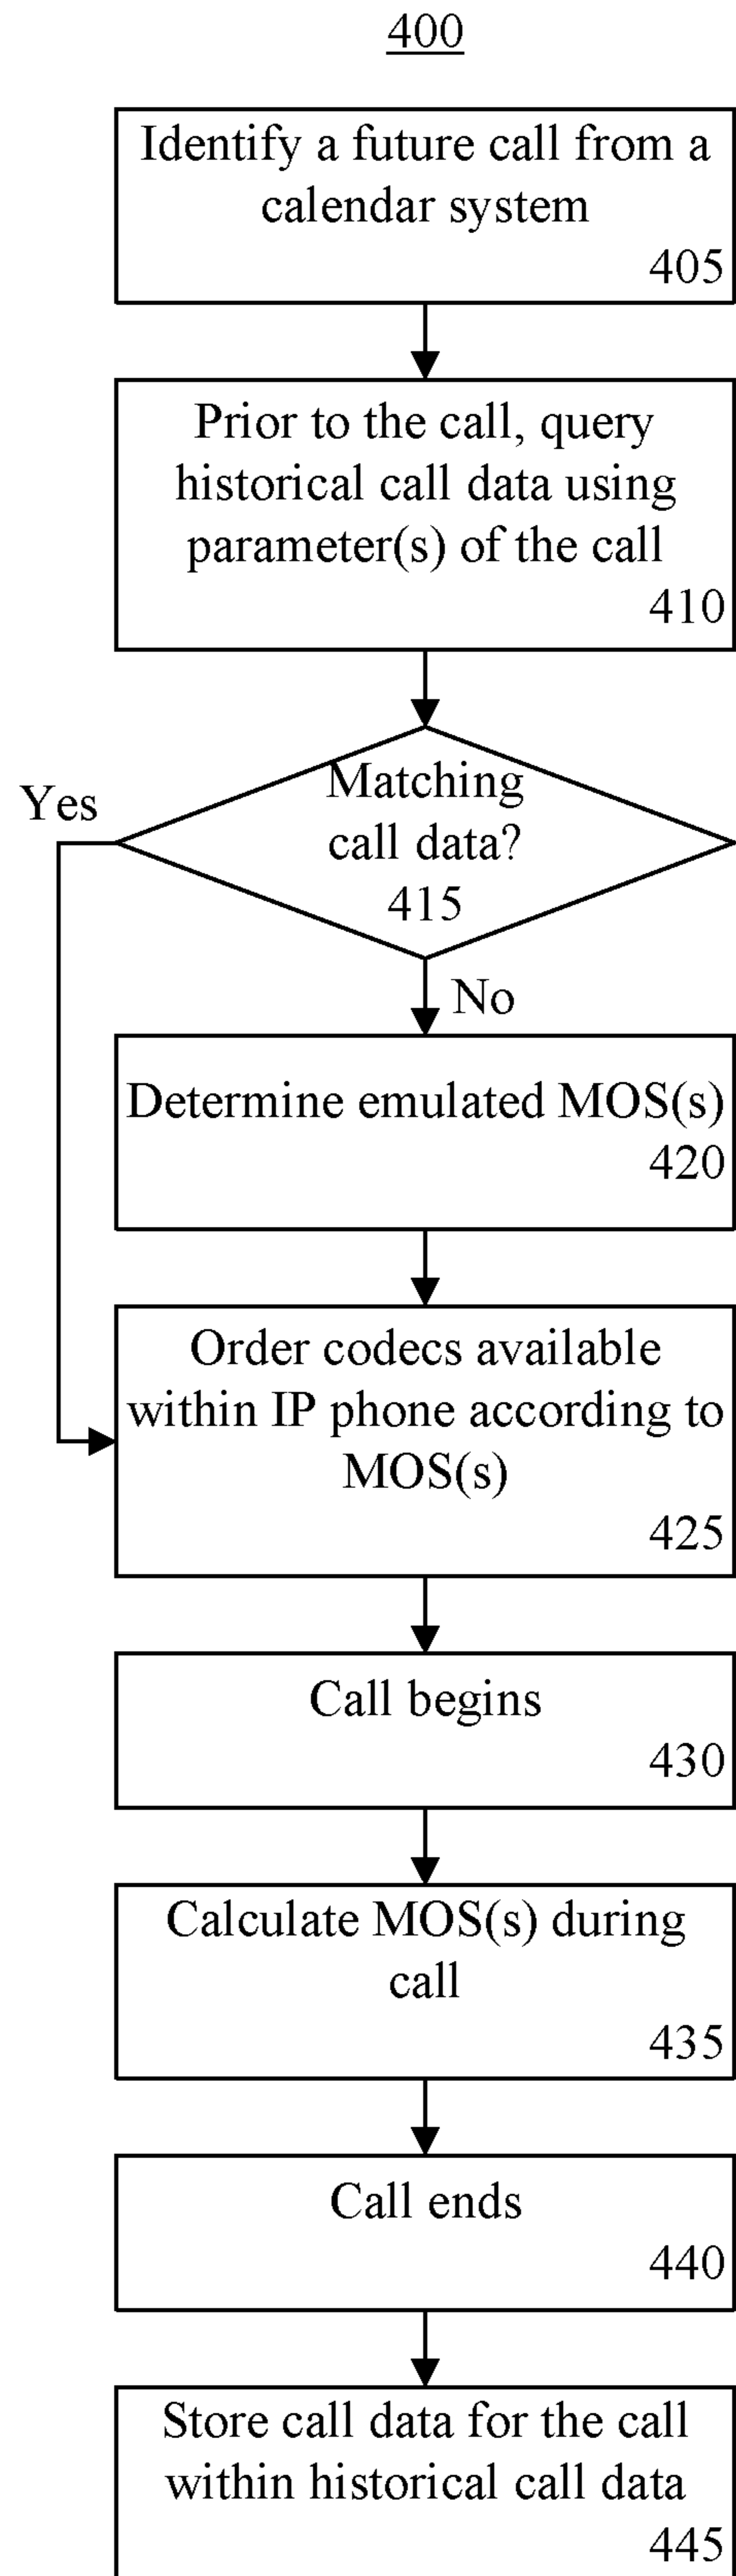 400
Identify a future call from a
calendar system
405
Prior to the call, query
historical call data using
parameter(s) of the call
410
Matching
call data?
415
Yes
No
Determine emulated MOS(s)
420
Order codecs available
within IP phone according to
MOS(s)
425
Call begins
430
Calculate MOS(s) during
call
435
Call ends
440
Store call data for the call
within historical call data
445